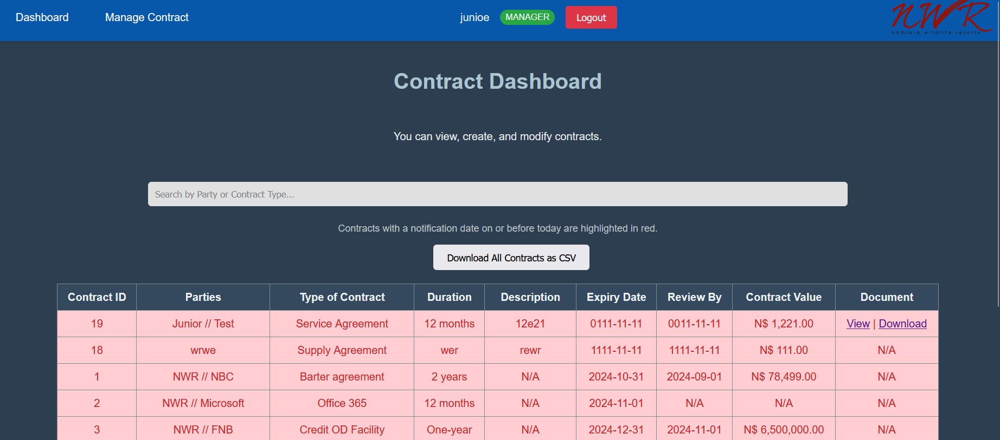 Dashboard Manage Contract junioe MANAGER Logout NWR
namibia wildlife resorts
Contract Dashboard
You can view, create, and modify contracts.
Search by Party or Contract Type...
Contracts with a notification date on or before today are highlighted in red.
Download All Contracts as CSV
Contract ID Parties Type of Contract Duration Description Expiry Date Review By Contract Value Document
19 Junior // Test Service Agreement 12 months 12e21 0111-11-11 0011-11-11 N$ 1,221.00 View | Download
18 wrwe Supply Agreement wer rewr 1111-11-11 1111-11-11 N$ 111.00 N/A
1 NWR // NBC Barter agreement 2 years N/A 2024-10-31 2024-09-01 N$ 78,499.00 N/A
2 NWR // Microsoft Office 365 12 months N/A 2024-11-01 N/A N/A N/A
3 NWR // FNB Credit OD Facility One-year N/A 2024-12-31 2024-11-01 N$ 6,500,000.00 N/A